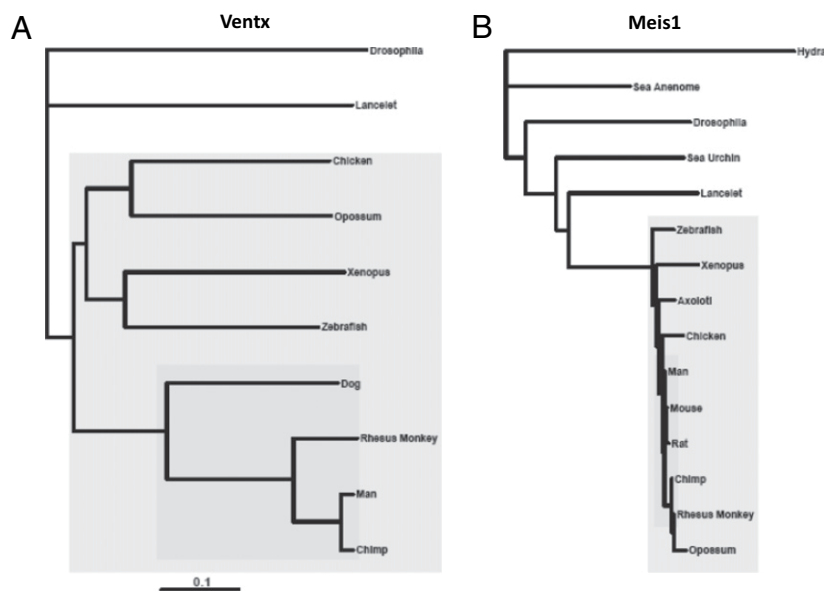 A
Ventx
Drosophila
Lancelet
Chicken
Opossum
Xenopus
Zebrafish
Dog
Rhesus Monkey
Man
Chimp
0.1
B
Meis1
Hydra
Sea Anenome
Drosophila
Sea Urchin
Lancelet
Zebrafish
Xenopus
Axolotl
Chicken
Man
Mouse
Rat
Chimp
Rhesus Monkey
Opossum